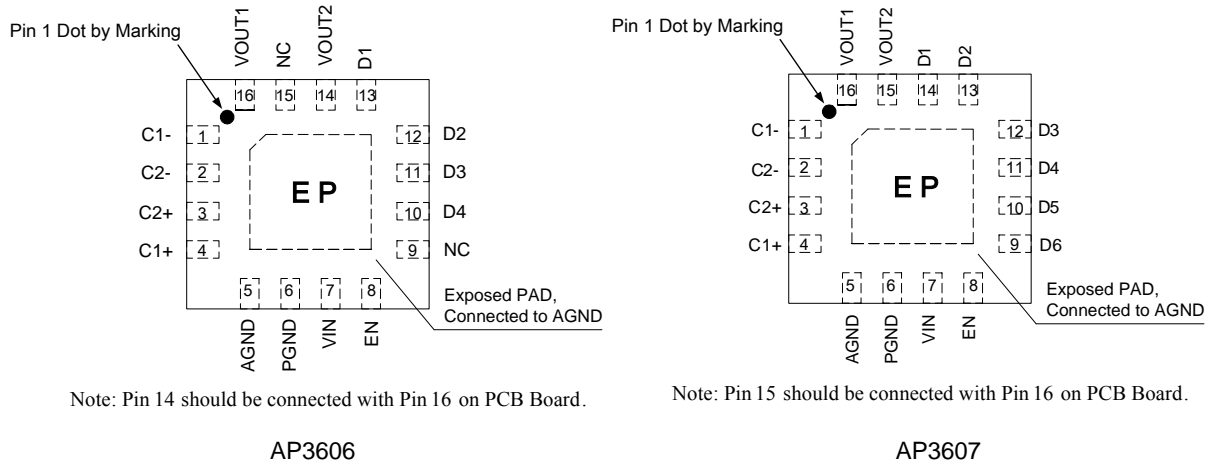 Pin 1 Dot by Marking
VOUT1
NC
VOUT2
D1
16
15
14
13
C1-
1
12
D2
C2-
2
11
D3
C2+
3
10
D4
C1+
4
9
NC
E P
5
6
7
8
AGND
PGND
VIN
EN
Exposed PAD,
Connected to AGND
Note: Pin 14 should be connected with Pin 16 on PCB Board.
AP3606
Pin 1 Dot by Marking
VOUT1
VOUT2
D1
D2
16
15
14
13
C1-
1
12
D3
C2-
2
11
D4
C2+
3
10
D5
C1+
4
9
D6
E P
5
6
7
8
AGND
PGND
VIN
EN
Exposed PAD,
Connected to AGND
Note: Pin 15 should be connected with Pin 16 on PCB Board.
AP3607